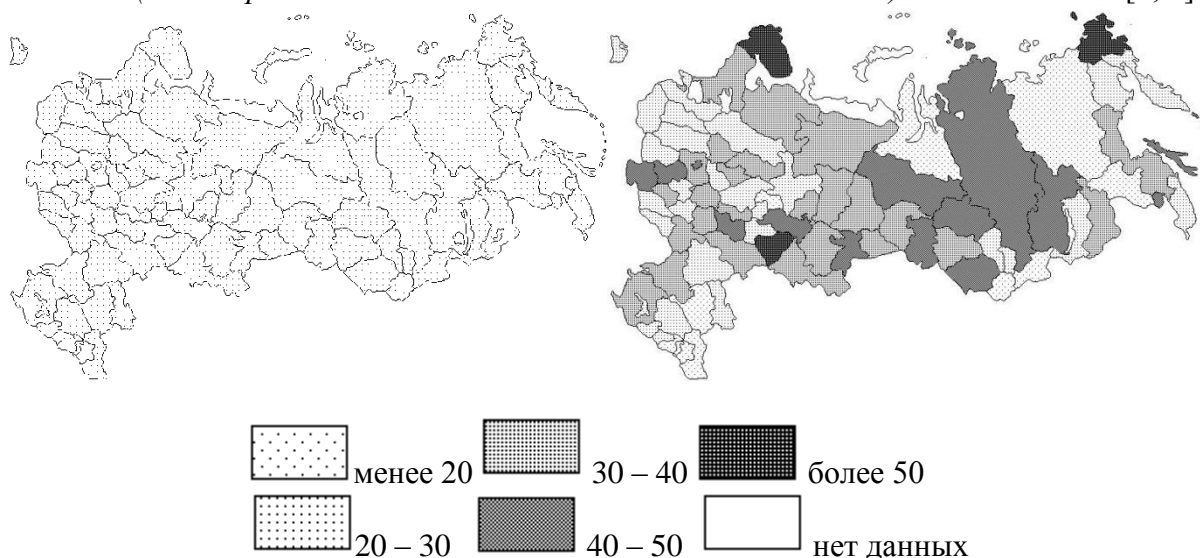 менее 20 30 – 40 более 50
20 – 30 40 – 50 нет данных